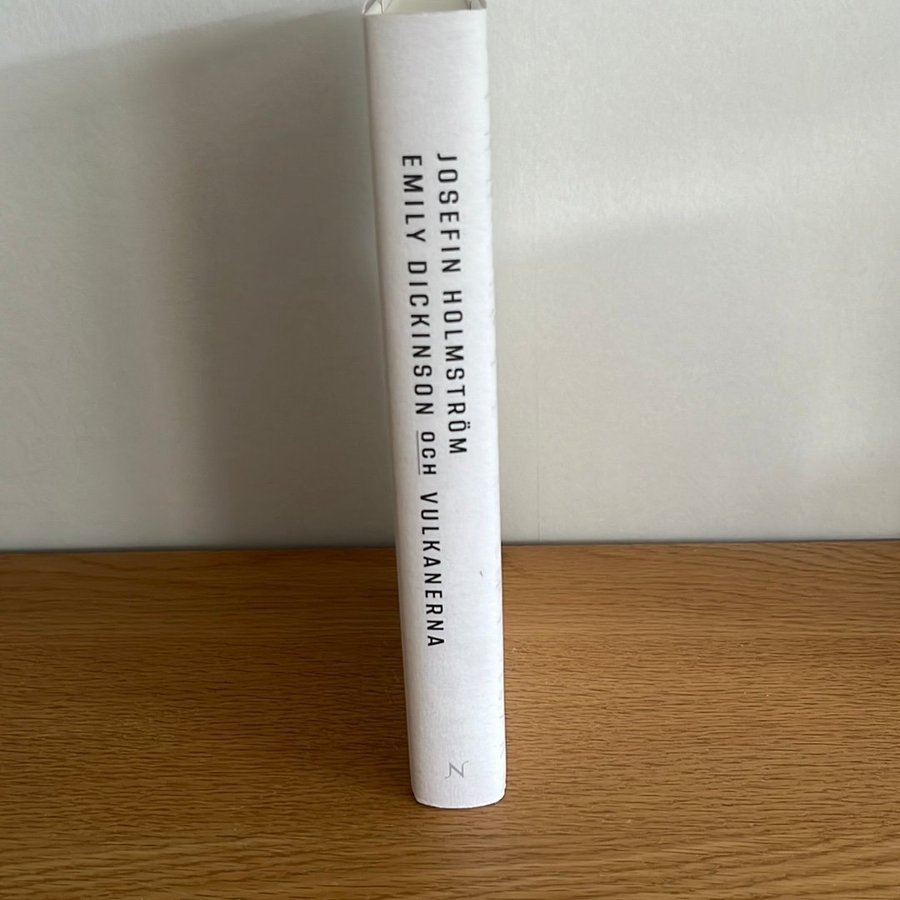 JOSEFIN HOLMSTRÖM
EMILY DICKINSON OCH VULKANERNA
N